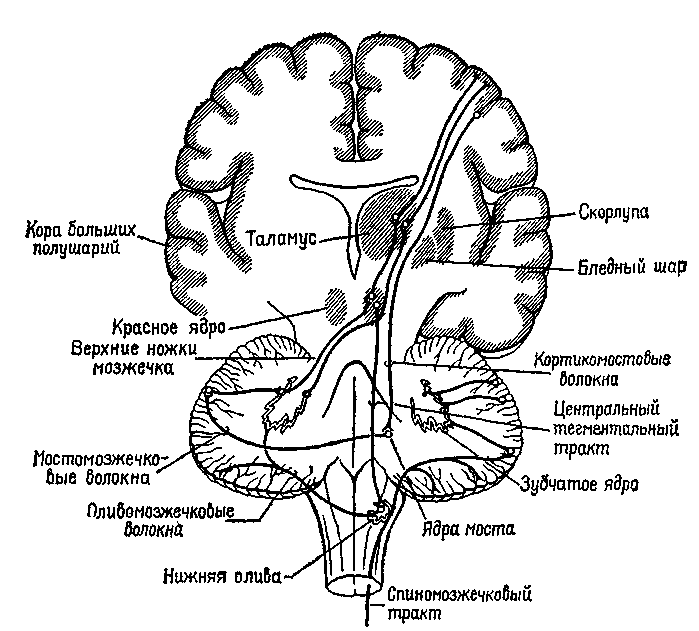 Кора больших
полушарий
Таламус
Скорлупа
Бледный шар
Красное ядро
Верхние ножки
мозжечка
Кортикомостовые
волокна
Центральный
тегментальный
тракт
Мостомозжечко-
вые волокна
Зубчатое ядро
Оливомозжечковые
волокна
Ядра моста
Нижняя олива
Спиномозжечковый
тракт